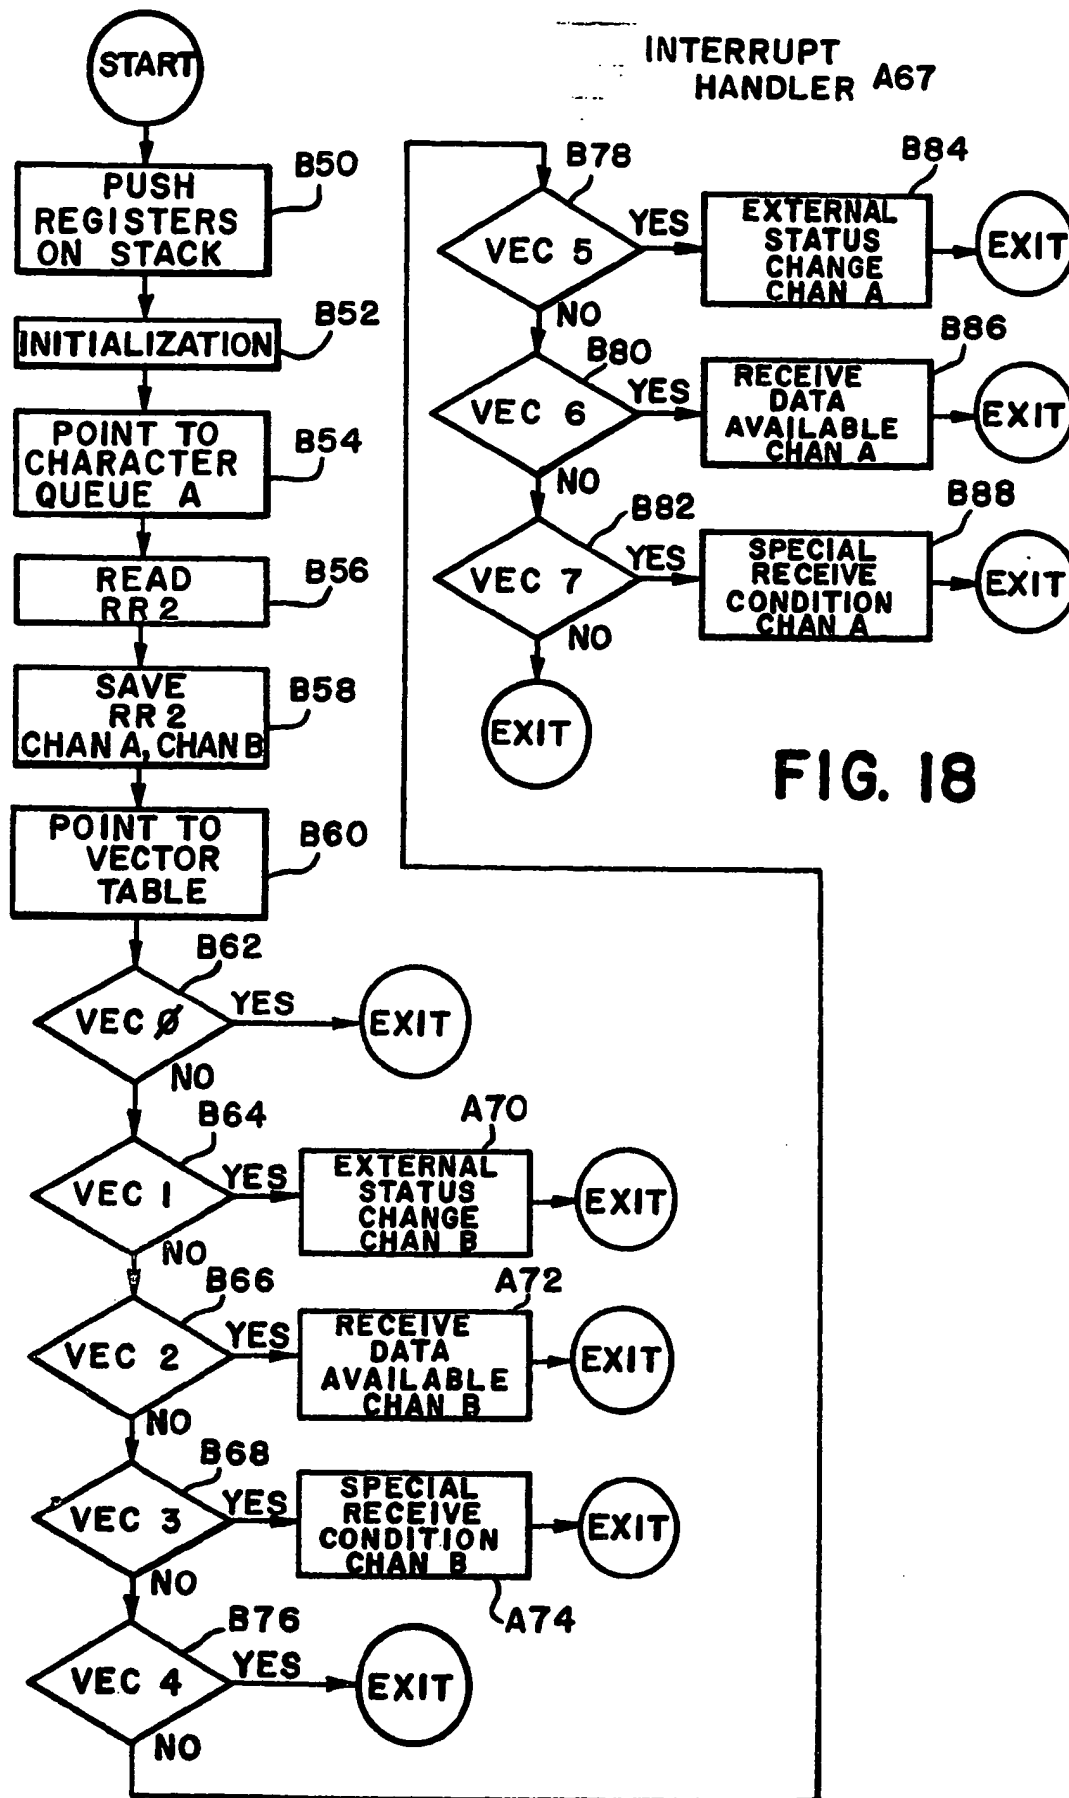 START
INTERRUPT
HANDLER A67
B50
PUSH
REGISTERS
ON STACK
B52
INITIALIZATION
B54
POINT TO
CHARACTER
QUEUE A
B56
READ
RR2
B58
SAVE
RR2
CHAN A, CHAN B
B60
POINT TO
VECTOR
TABLE
B62
VEC Ø
YES
EXIT
NO
B64
VEC 1
YES
A70
EXTERNAL
STATUS
CHANGE
CHAN B
EXIT
NO
B66
VEC 2
YES
A72
RECEIVE
DATA
AVAILABLE
CHAN B
EXIT
NO
B68
VEC 3
YES
SPECIAL
RECEIVE
CONDITION
CHAN B
A74
EXIT
NO
B76
VEC 4
YES
EXIT
NO
B78
VEC 5
YES
B84
EXTERNAL
STATUS
CHANGE
CHAN A
EXIT
NO
B80
VEC 6
YES
B86
RECEIVE
DATA
AVAILABLE
CHAN A
EXIT
NO
B82
VEC 7
YES
B88
SPECIAL
RECEIVE
CONDITION
CHAN A
EXIT
NO
EXIT
FIG. 18